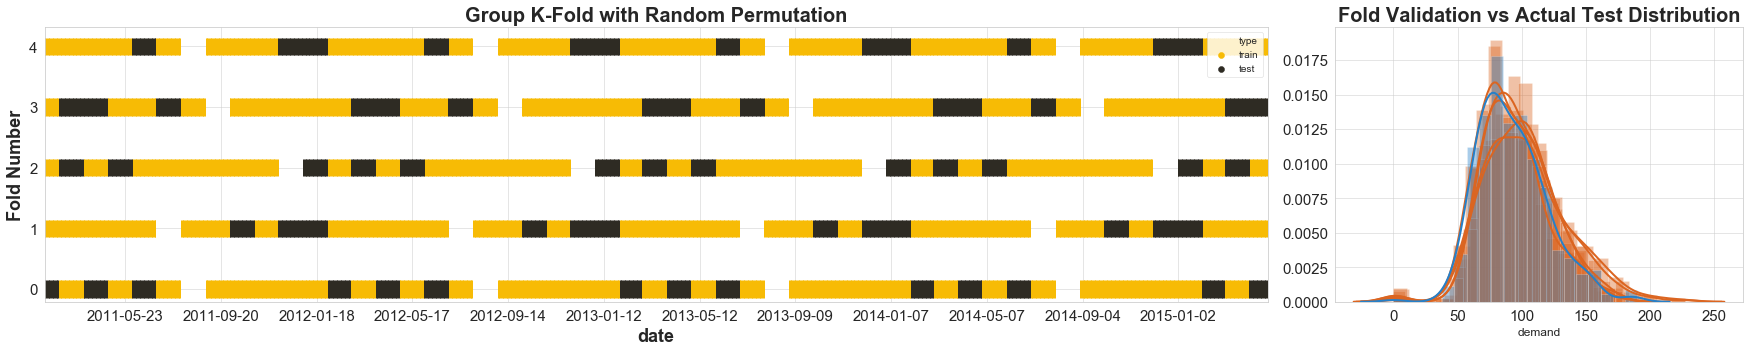 Group K-Fold with Random Permutation
Fold Number
4
3
2
1
0
type
train
test
2011-05-23 2011-09-20 2012-01-18 2012-05-17 2012-09-14 2013-01-12 2013-05-12 2013-09-09 2014-01-07 2014-05-07 2014-09-04 2015-01-02
date
Fold Validation vs Actual Test Distribution
0.0175
0.0150
0.0125
0.0100
0.0075
0.0050
0.0025
0.0000
0 50 100 150 200 250
demand